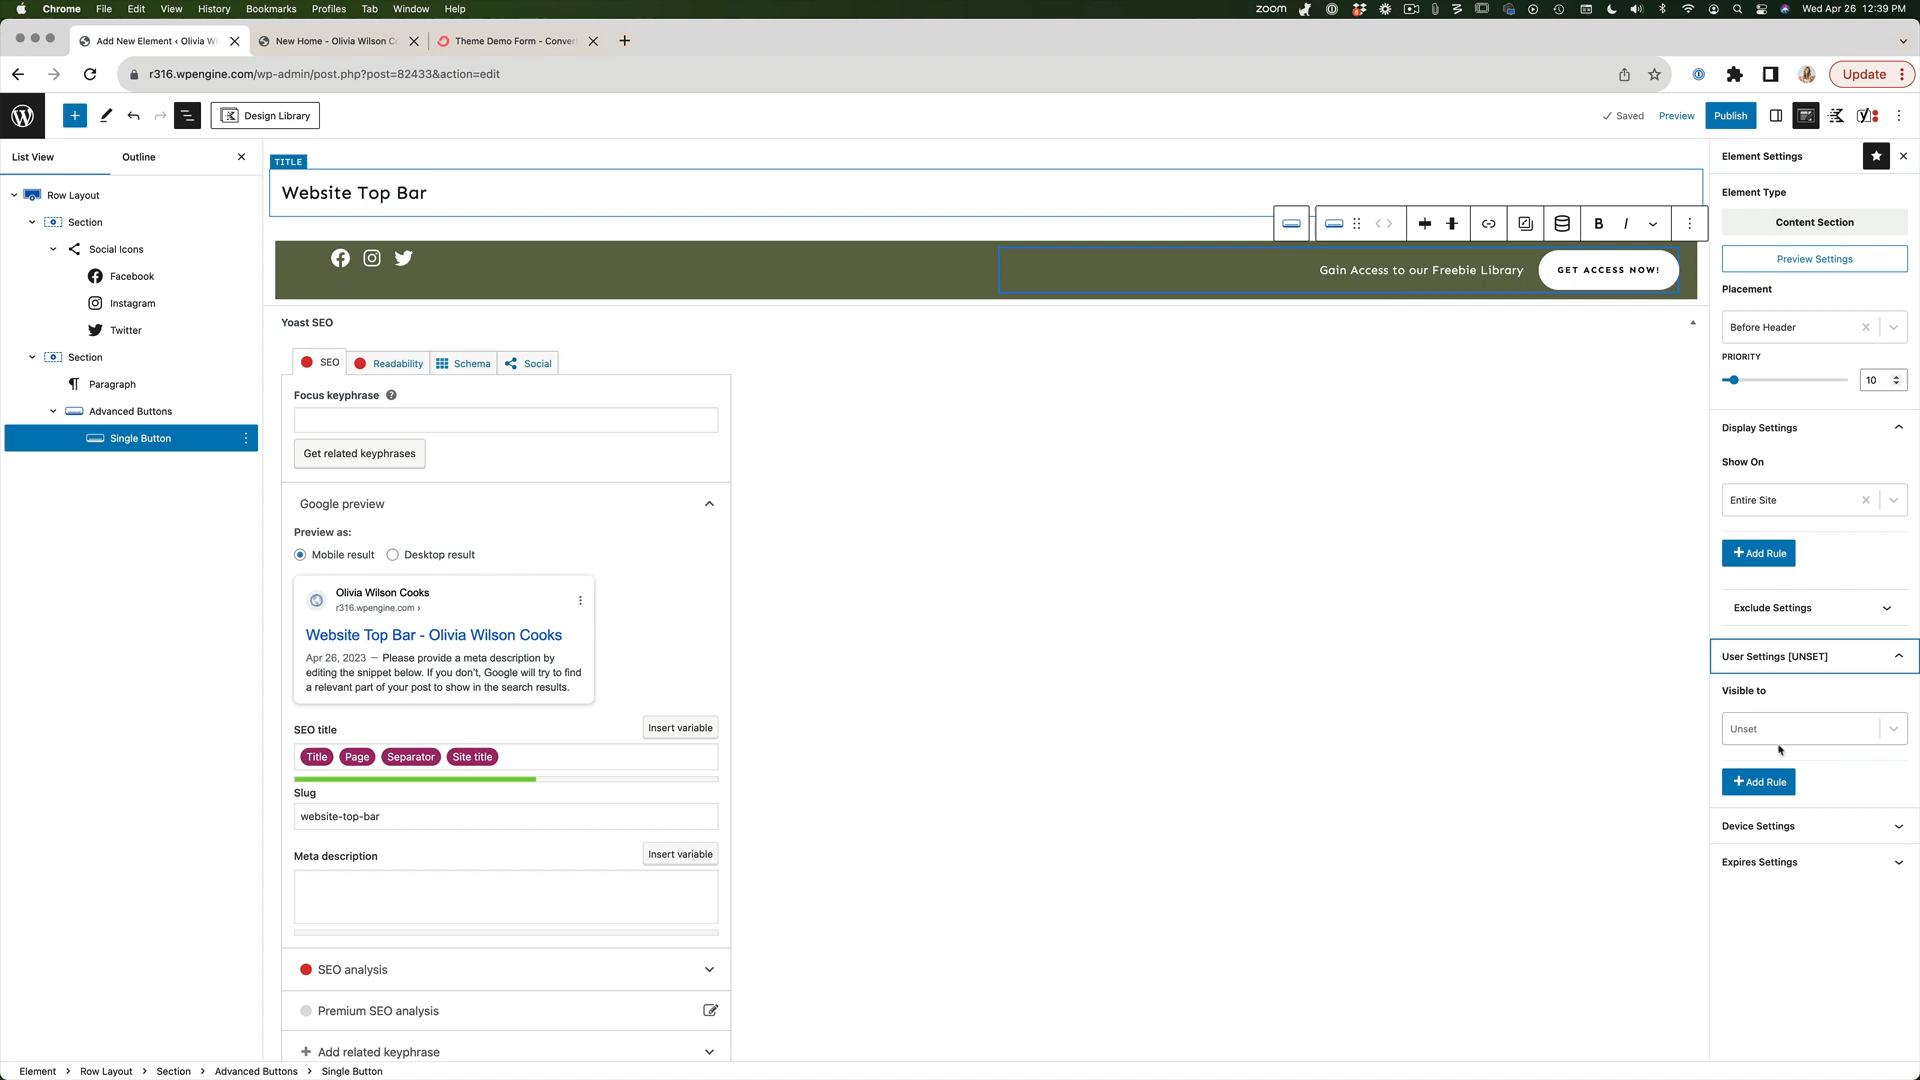 Chrome File Edit View History Bookmarks Profiles Tab Window Help zoom Wed Apr 26 12:39 PM
Add New Element ‹ Olivia Wi New Home - Olivia Wilson C Theme Demo Form - Conver
r316.wpengine.com/wp-admin/post.php?post=82433&action=edit Update
Design Library Saved Preview Publish
List View Outline
Row Layout
Section
Social Icons
Facebook
Instagram
Twitter
Section
Paragraph
Advanced Buttons
Single Button
TITLE
Website Top Bar
B I
Gain Access to our Freebie Library GET ACCESS NOW!
Yoast SEO
SEO Readability Schema Social
Focus keyphrase
Get related keyphrases
Google preview
Preview as:
Mobile result Desktop result
Olivia Wilson Cooks
r316.wpengine.com ›
Website Top Bar - Olivia Wilson Cooks
Apr 26, 2023 — Please provide a meta description by
editing the snippet below. If you don't, Google will try to find
a relevant part of your post to show in the search results.
SEO title Insert variable
Title Page Separator Site title
Slug
website-top-bar
Meta description Insert variable
SEO analysis
Premium SEO analysis
Add related keyphrase
Element Settings
Element Type
Content Section
Preview Settings
Placement
Before Header
PRIORITY
10
Display Settings
Show On
Entire Site
+ Add Rule
Exclude Settings
User Settings [UNSET]
Visible to
Unset
+ Add Rule
Device Settings
Expires Settings
Element > Row Layout > Section > Advanced Buttons > Single Button